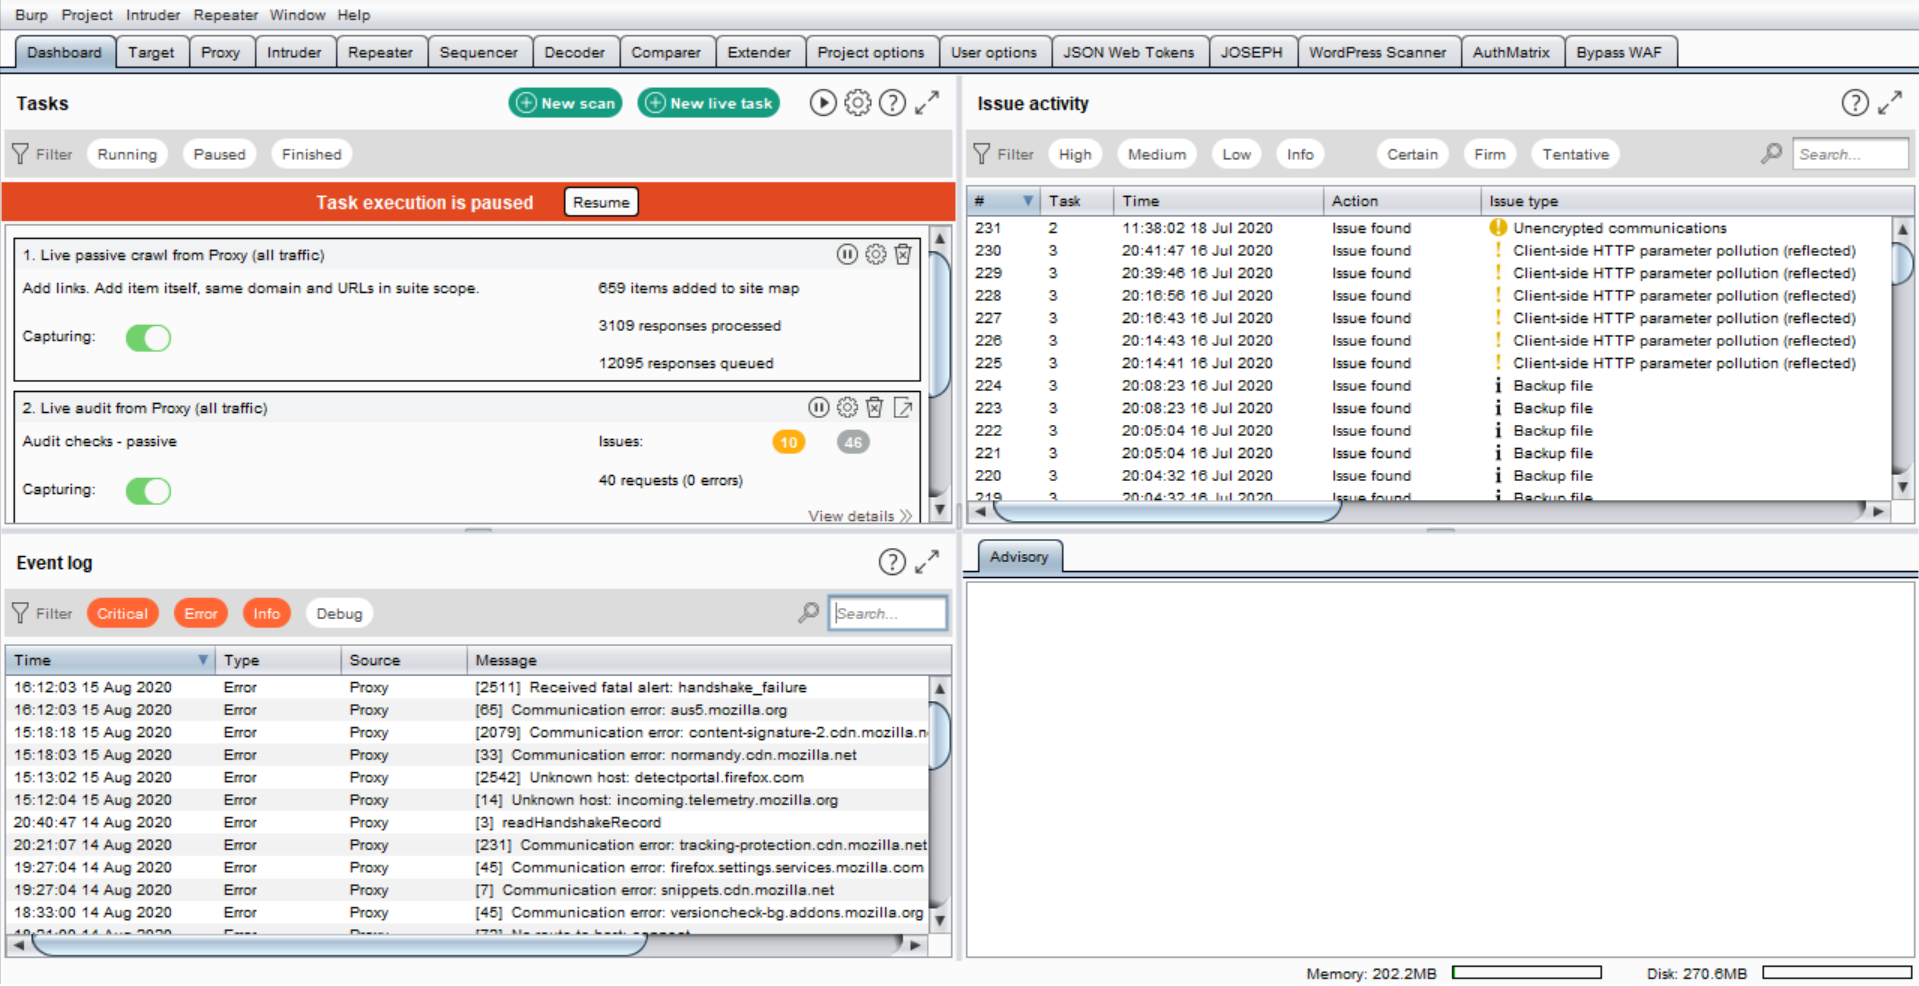 Burp Project Intruder Repeater Window Help
Dashboard Target Proxy Intruder Repeater Sequencer Decoder Comparer Extender Project options User options JSON Web Tokens JOSEPH WordPress Scanner AuthMatrix Bypass WAF
Tasks
New scan New live task
Filter Running Paused Finished
Task execution is paused Resume
1. Live passive crawl from Proxy (all traffic)
Add links. Add item itself, same domain and URLs in suite scope. 659 items added to site map
3109 responses processed
Capturing:
12095 responses queued
2. Live audit from Proxy (all traffic)
Audit checks - passive Issues: 10 46
40 requests (0 errors)
Capturing:
View details
Issue activity
Filter High Medium Low Info Certain Firm Tentative Search...
# Task Time Action Issue type
231 2 11:38:02 18 Jul 2020 Issue found Unencrypted communications
230 3 20:41:47 16 Jul 2020 Issue found Client-side HTTP parameter pollution (reflected)
229 3 20:39:46 16 Jul 2020 Issue found Client-side HTTP parameter pollution (reflected)
228 3 20:16:56 16 Jul 2020 Issue found Client-side HTTP parameter pollution (reflected)
227 3 20:16:43 16 Jul 2020 Issue found Client-side HTTP parameter pollution (reflected)
226 3 20:14:43 16 Jul 2020 Issue found Client-side HTTP parameter pollution (reflected)
225 3 20:14:41 16 Jul 2020 Issue found Client-side HTTP parameter pollution (reflected)
224 3 20:08:23 16 Jul 2020 Issue found Backup file
223 3 20:08:23 16 Jul 2020 Issue found Backup file
222 3 20:05:04 16 Jul 2020 Issue found Backup file
221 3 20:05:04 16 Jul 2020 Issue found Backup file
220 3 20:04:32 16 Jul 2020 Issue found Backup file
219 3 20:04:32 16 Jul 2020 Issue found Backup file
Event log
Filter Critical Error Info Debug Search...
Time Type Source Message
16:12:03 15 Aug 2020 Error Proxy [2511] Received fatal alert: handshake_failure
16:12:03 15 Aug 2020 Error Proxy [65] Communication error: aus5.mozilla.org
15:18:18 15 Aug 2020 Error Proxy [2079] Communication error: content-signature-2.cdn.mozilla.n
15:18:03 15 Aug 2020 Error Proxy [33] Communication error: normandy.cdn.mozilla.net
15:13:02 15 Aug 2020 Error Proxy [2542] Unknown host: detectportal.firefox.com
15:12:04 15 Aug 2020 Error Proxy [14] Unknown host: incoming.telemetry.mozilla.org
20:40:47 14 Aug 2020 Error Proxy [3] readHandshakeRecord
20:21:07 14 Aug 2020 Error Proxy [231] Communication error: tracking-protection.cdn.mozilla.net
19:27:04 14 Aug 2020 Error Proxy [45] Communication error: firefox.settings.services.mozilla.com
19:27:04 14 Aug 2020 Error Proxy [7] Communication error: snippets.cdn.mozilla.net
18:33:00 14 Aug 2020 Error Proxy [45] Communication error: versioncheck-bg.addons.mozilla.org
Advisory
Memory: 202.2MB Disk: 270.6MB